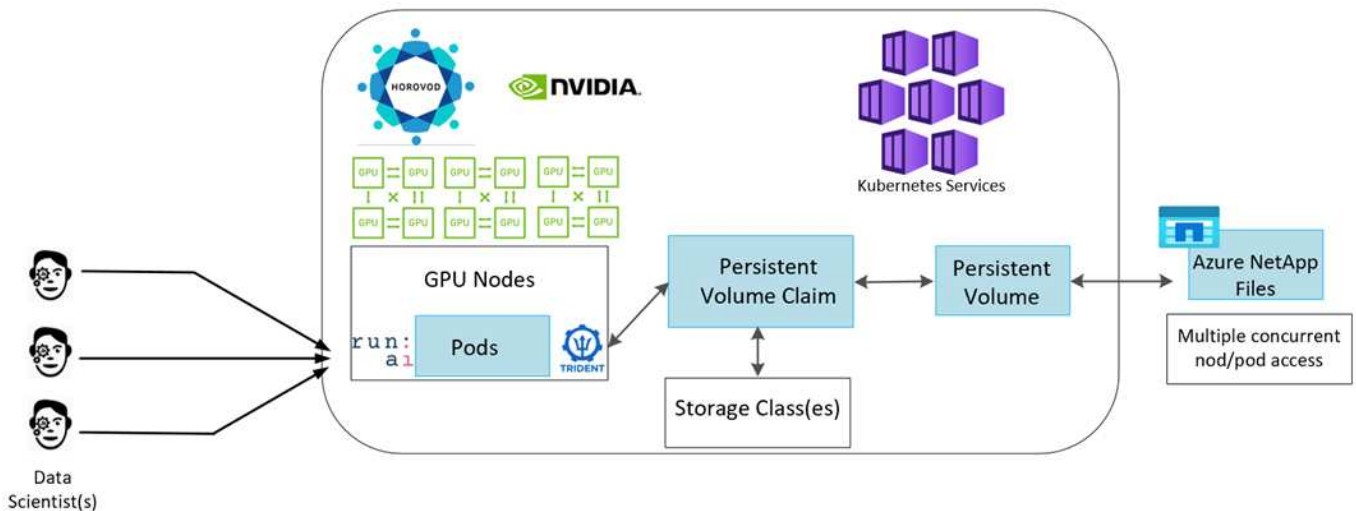 HOROVOD
NVIDIA.
Kubernetes Services
GPU GPU GPU GPU GPU GPU
GPU GPU GPU GPU GPU GPU
GPU Nodes
run:
ai
Pods
TRIDENT
Persistent
Volume Claim
Persistent
Volume
Azure NetApp
Files
Storage Class(es)
Multiple concurrent
nod/pod access
Data
Scientist(s)